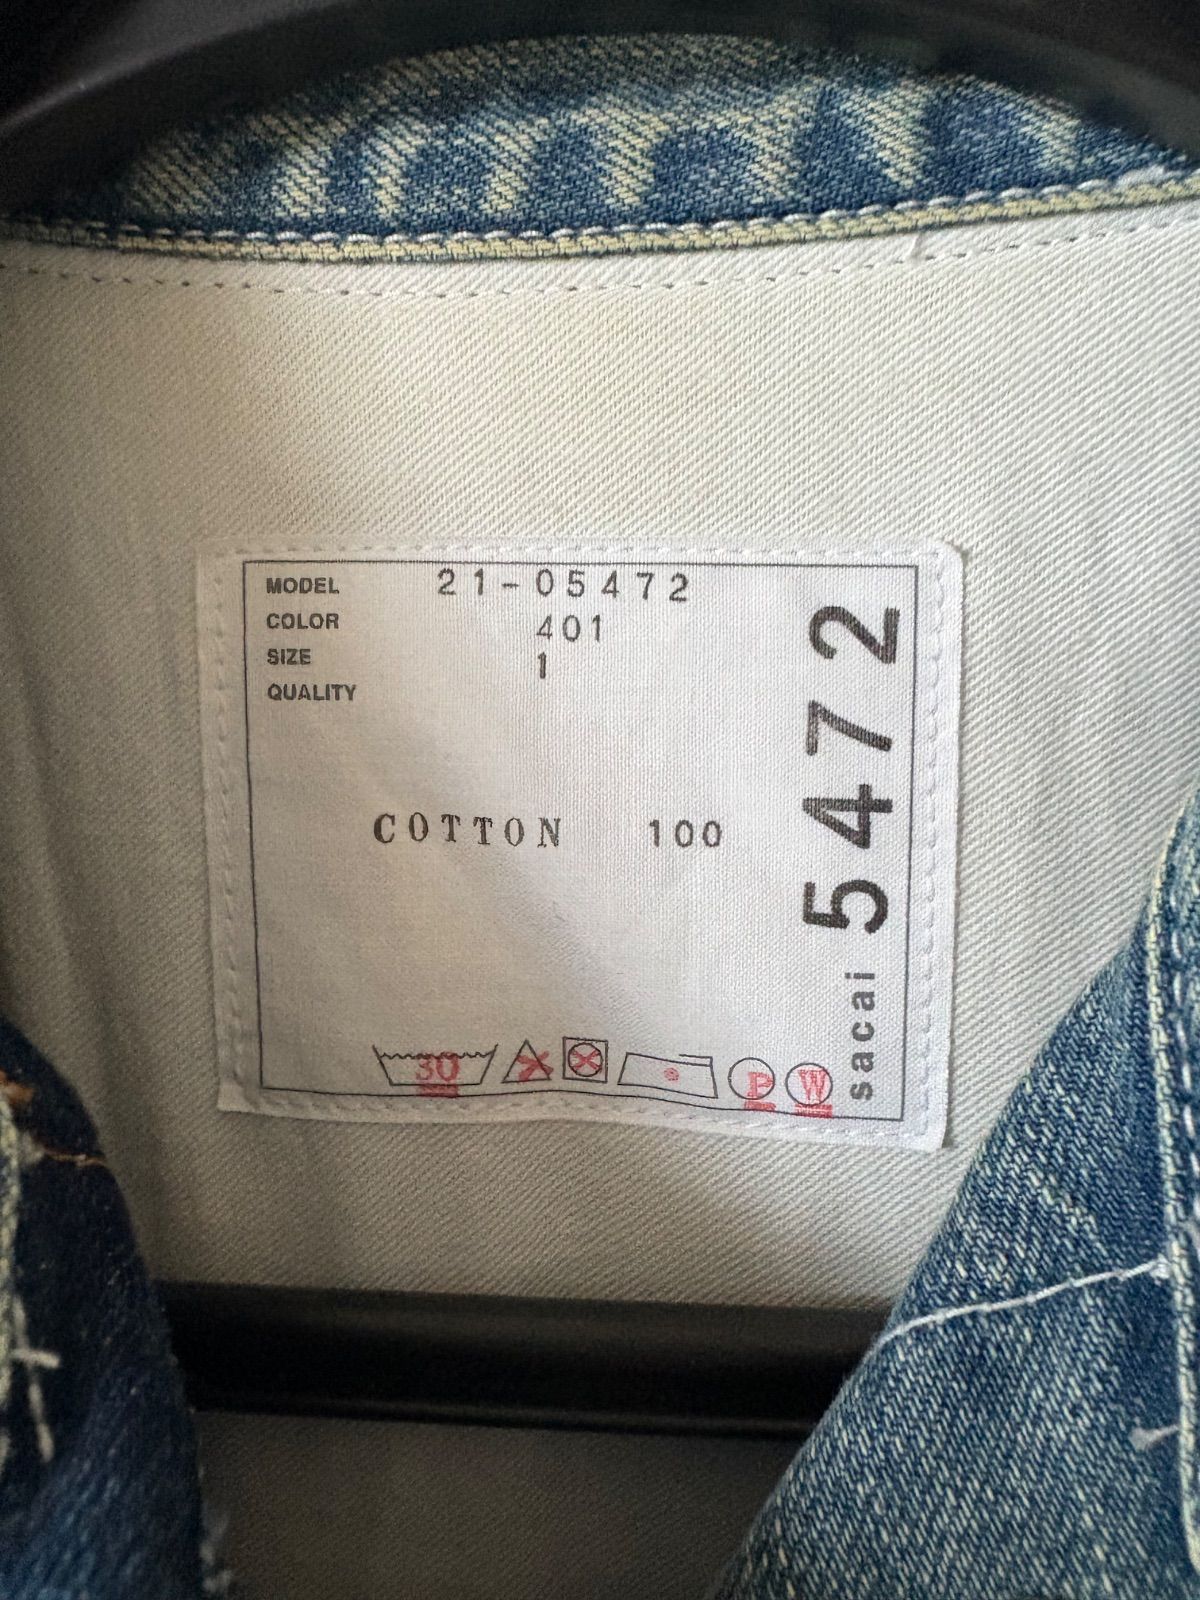 MODEL 21-05472
COLOR 401
SIZE 1
QUALITY
COTTON 100
30
P
W
sacai 5472